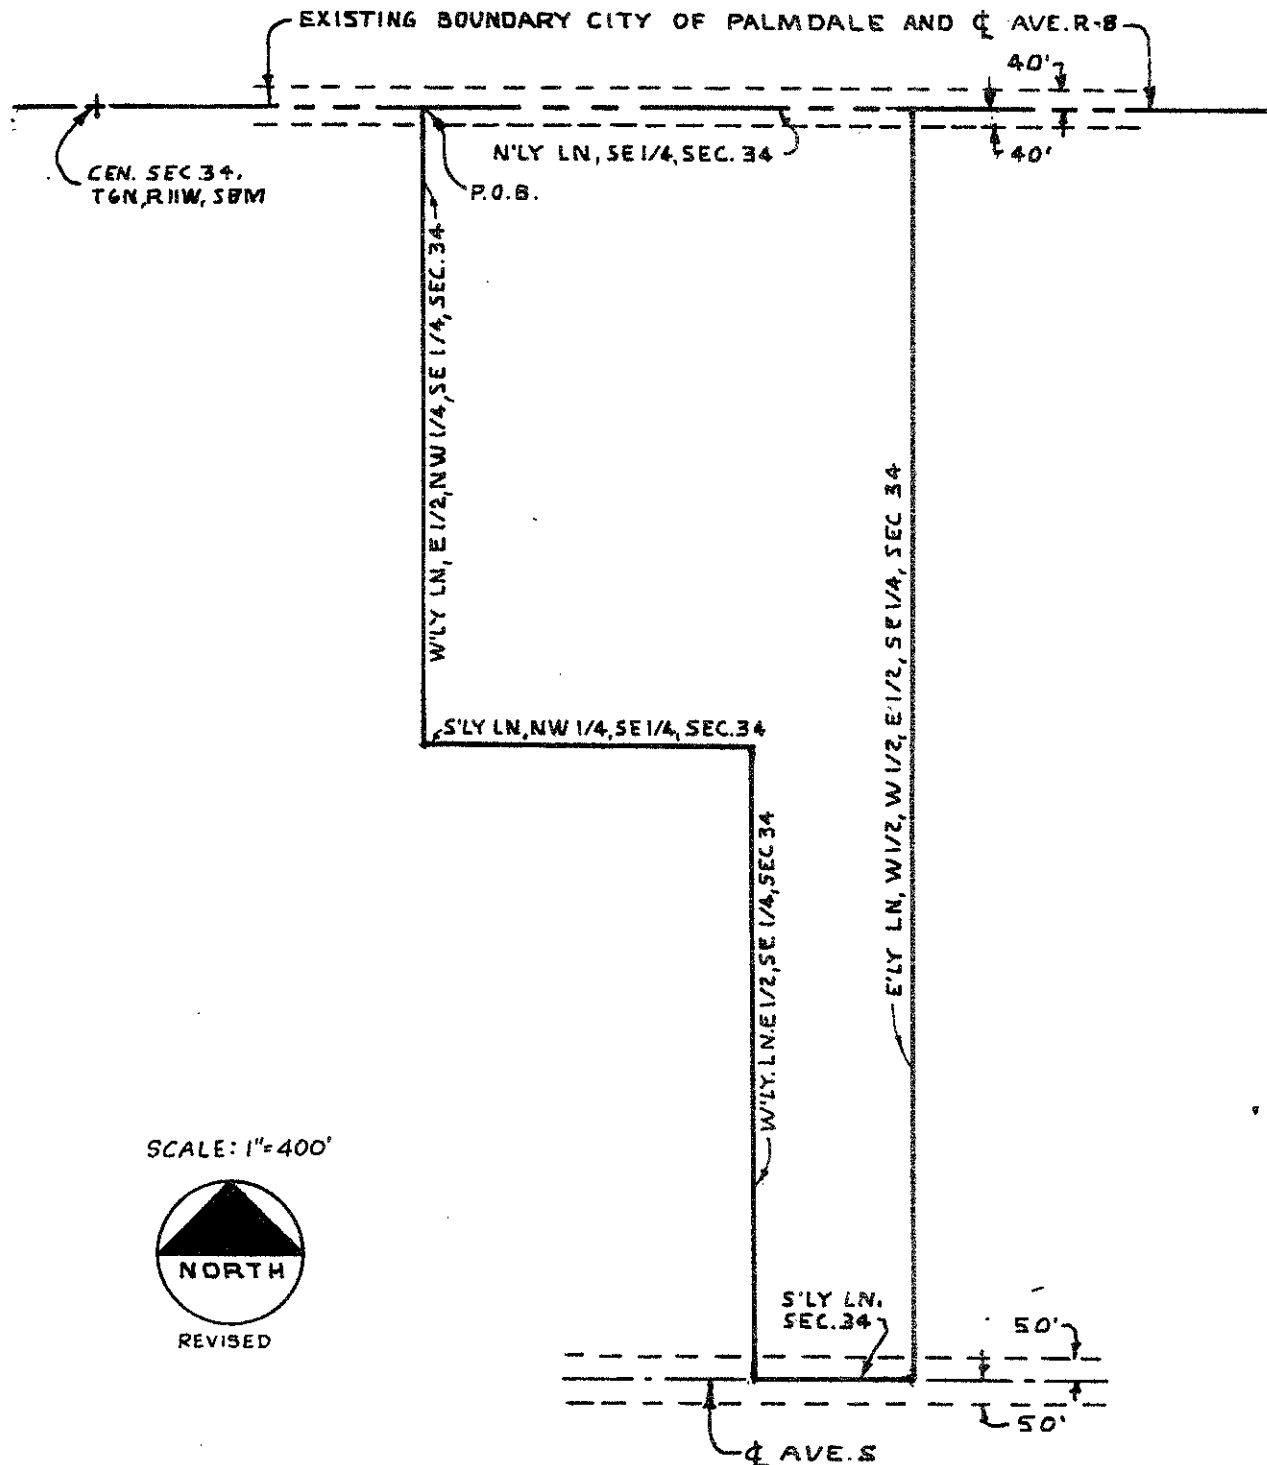 EXISTING BOUNDARY CITY OF PALMDALE AND ℄ AVE. R-8
40'
N'LY LN, SE 1/4, SEC. 34
40'
CEN. SEC 34.
T6N, R11W, SBM
P.O.B.
W'LY LN, E 1/2, NW 1/4, SE 1/4, SEC. 34
E'LY LN, W 1/2, W 1/2, E 1/2, SE 1/4, SEC 34
S'LY LN, NW 1/4, SE 1/4, SEC. 34
W'LY. LN. E 1/2, SE 1/4, SEC 34
SCALE: 1"=400'
NORTH
REVISED
S'LY LN.
SEC. 34
50'
50'
℄ AVE. S